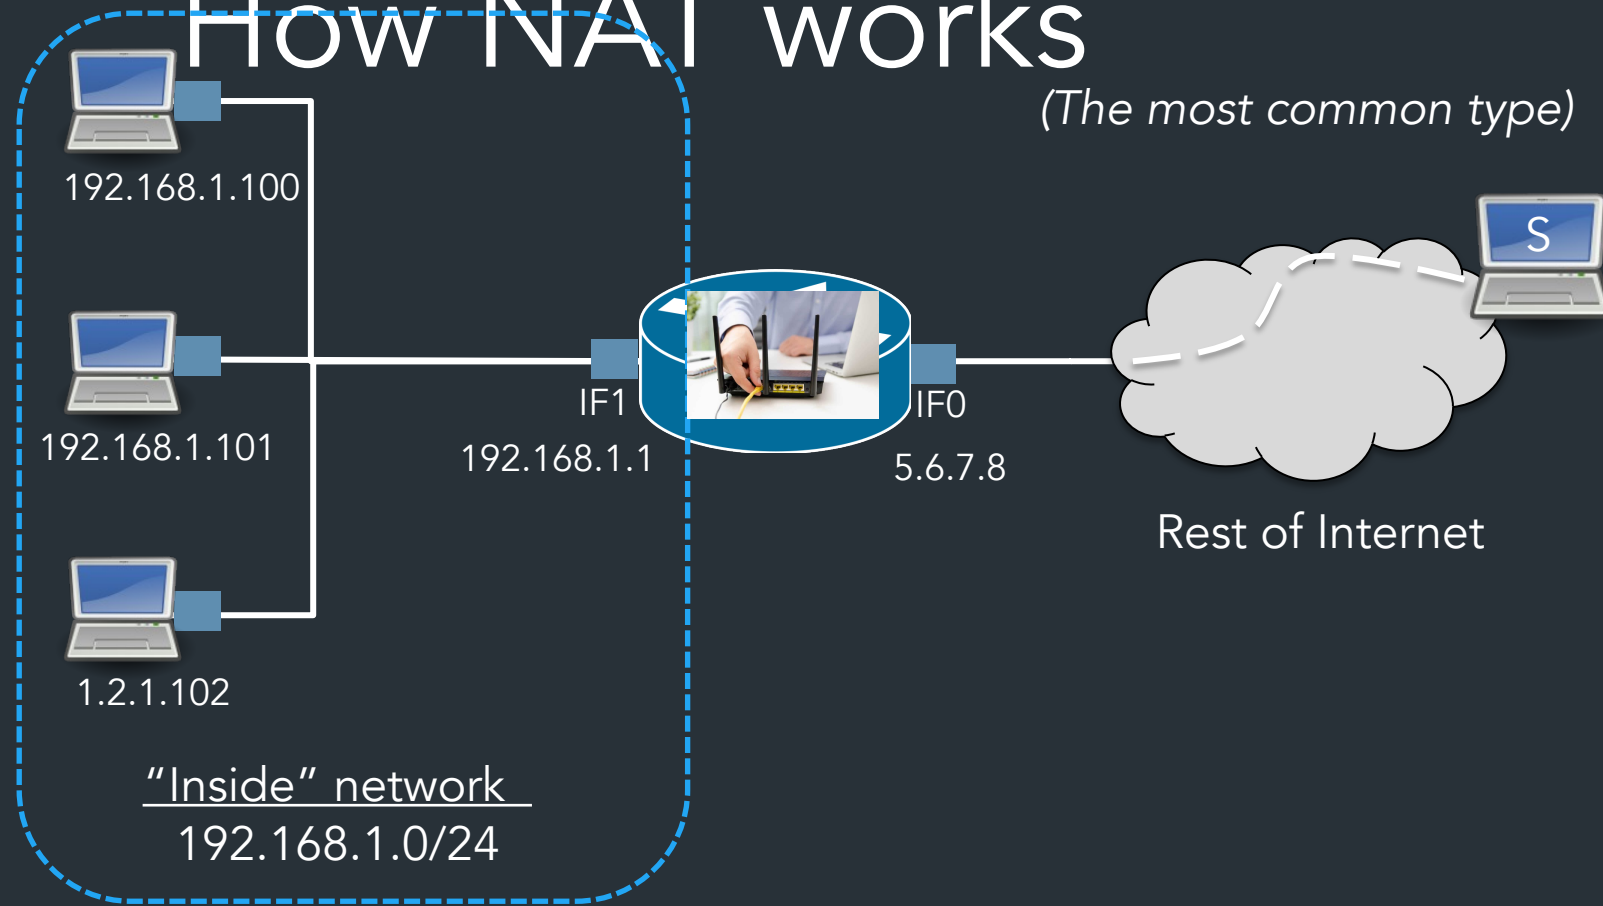 How NAT works
(The most common type)
192.168.1.100
S
192.168.1.101
IF1
IF0
192.168.1.1
5.6.7.8
Rest of Internet
1.2.1.102
“Inside” network
192.168.1.0/24